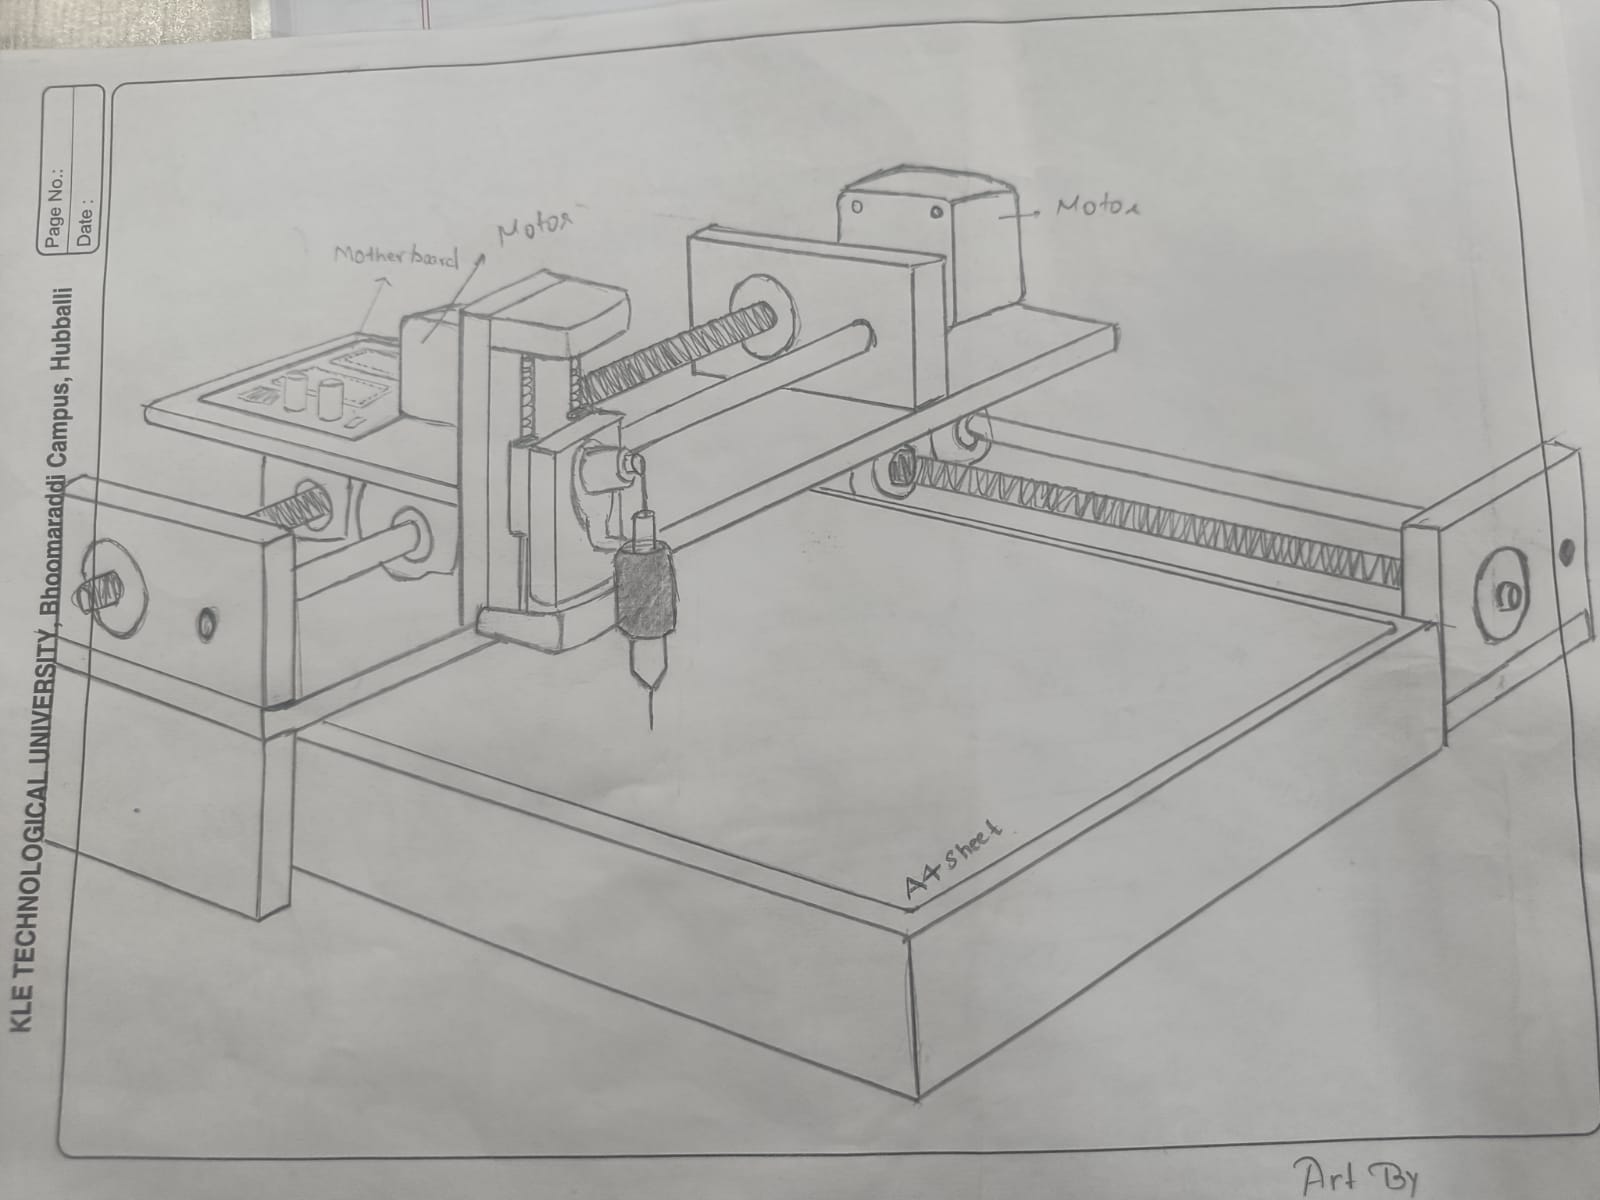 Page No.:
Date :
KLE TECHNOLOGICAL UNIVERSITY, Bhoomaraddi Campus, Hubballi
Motherboard
Motor
Motor
A4 sheet
Art By